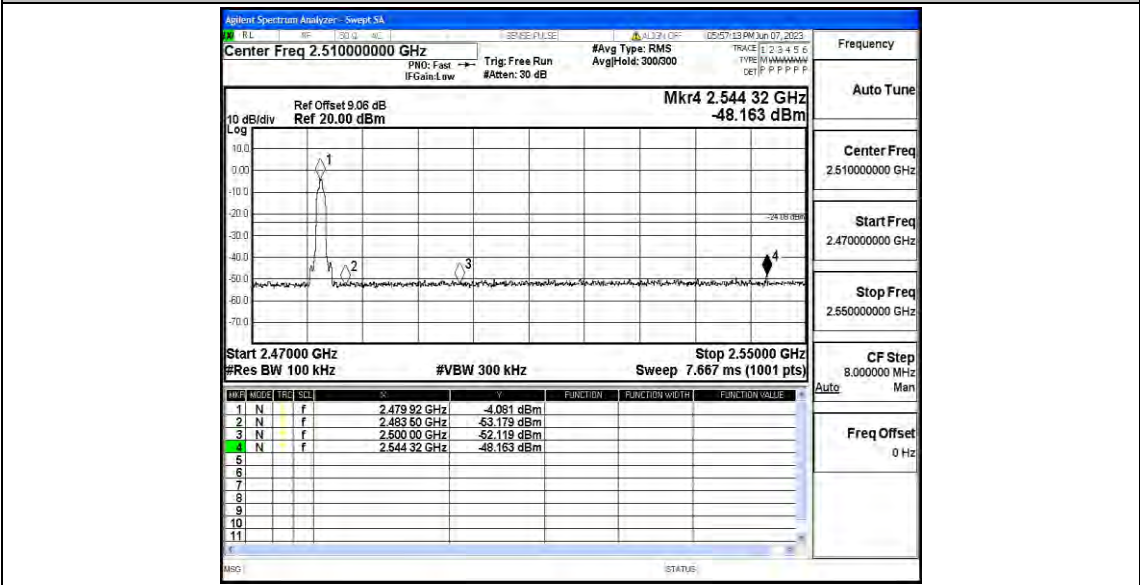 Agilent Spectrum Analyzer - Swept SA
RL RF 50 Ω AC SENSE:PULSE ALIGN OFF 05:57:13 PM Jun 07, 2023
Center Freq 2.510000000 GHz
PNO: Fast
IFGain:Low
Trig: Free Run
#Atten: 30 dB
#Avg Type: RMS
Avg|Hold: 300/300
TRACE 1 2 3 4 5 6
TYPE M W W W W W
DET P P P P P P
Ref Offset 9.06 dB
10 dB/div Ref 20.00 dBm
Log
Mkr4 2.544 32 GHz
-48.163 dBm
10.0
0.00
-10.0
-20.0
-30.0
-40.0
-50.0
-60.0
-70.0
1
2
3
4
Start 2.47000 GHz Stop 2.55000 GHz
#Res BW 100 kHz #VBW 300 kHz Sweep 7.667 ms (1001 pts)
MKR MODE TRC SCL X Y FUNCTION FUNCTION WIDTH FUNCTION VALUE
1 N f 2.479 92 GHz -4.081 dBm
2 N f 2.483 50 GHz -53.179 dBm
3 N f 2.500 00 GHz -52.119 dBm
4 N f 2.544 32 GHz -48.163 dBm
5
6
7
8
9
10
11
MSG STATUS
Frequency
Auto Tune
Center Freq
2.510000000 GHz
Start Freq
2.470000000 GHz
Stop Freq
2.550000000 GHz
CF Step
8.000000 MHz
Auto Man
Freq Offset
0 Hz